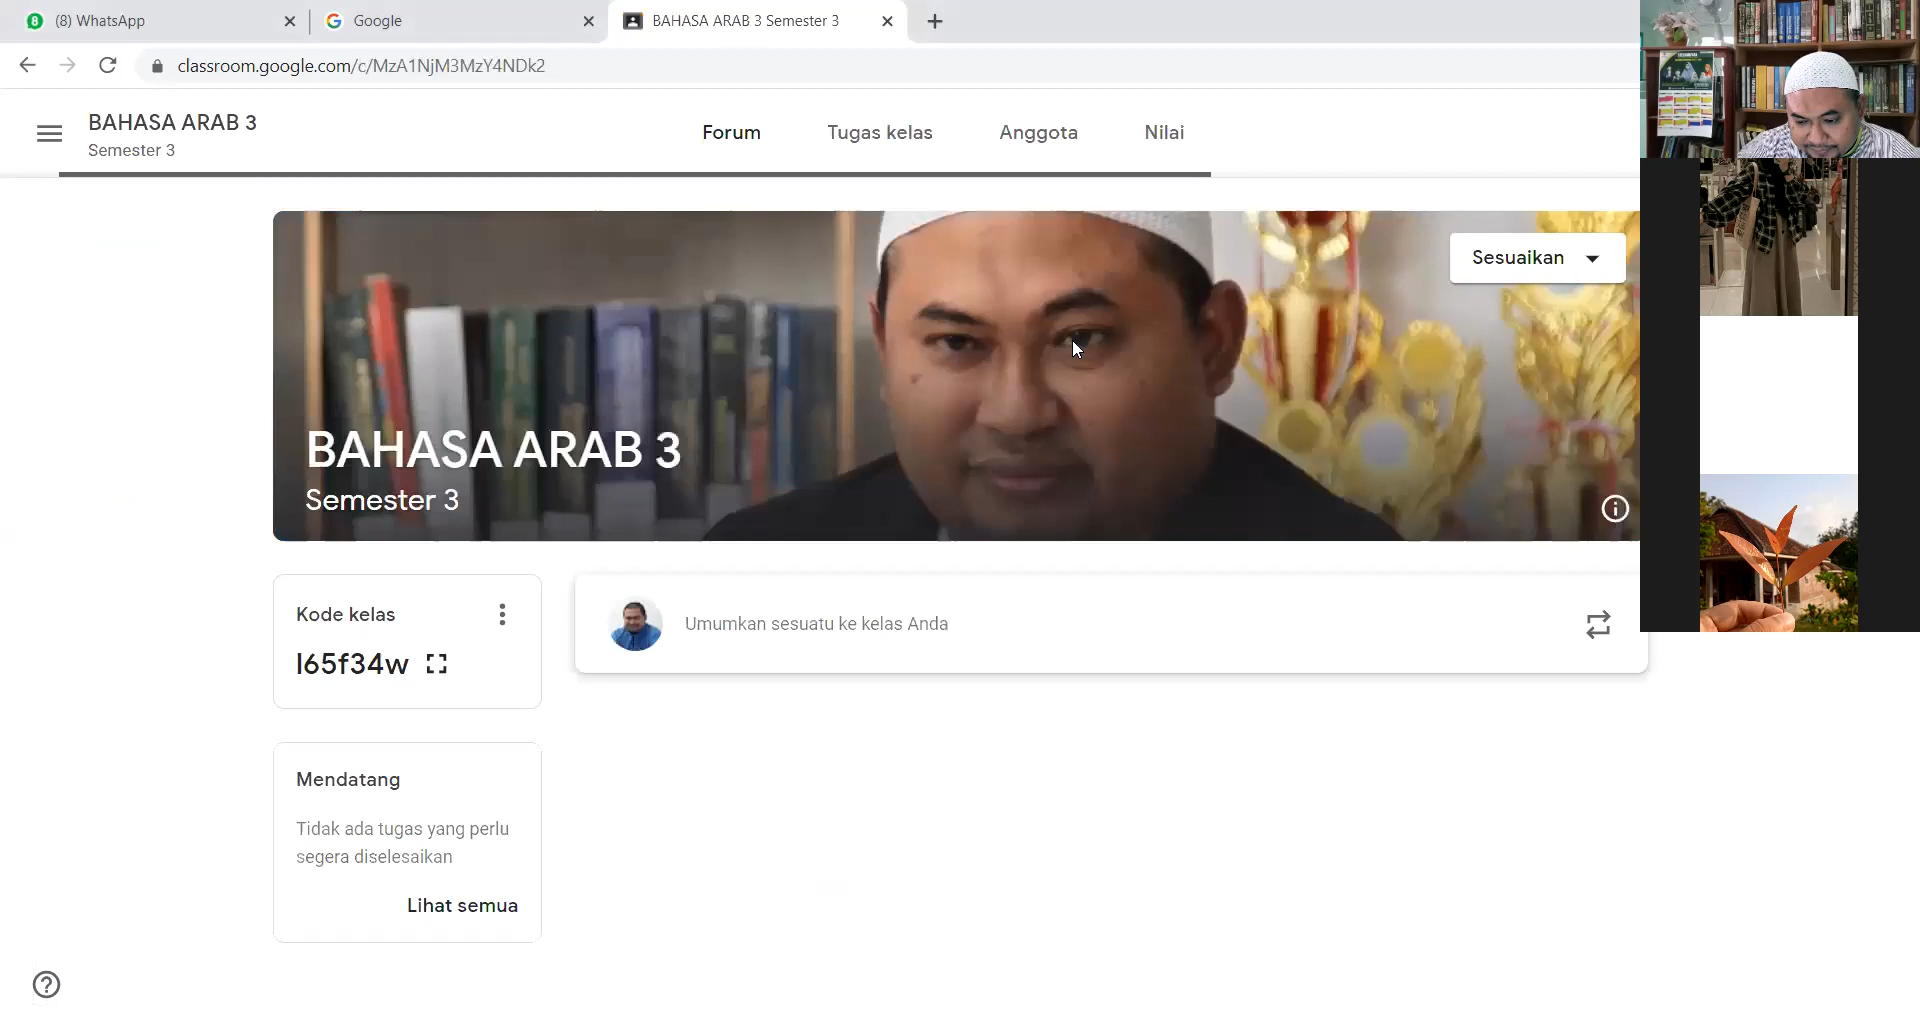 (8) WhatsApp
Google
BAHASA ARAB 3 Semester 3
classroom.google.com/c/MzA1NjM3MzY4NDk2
BAHASA ARAB 3
Semester 3
Forum
Tugas kelas
Anggota
Nilai
Sesuaikan
BAHASA ARAB 3
Semester 3
Kode kelas
l65f34w
Umumkan sesuatu ke kelas Anda
Mendatang
Tidak ada tugas yang perlu
segera diselesaikan
Lihat semua